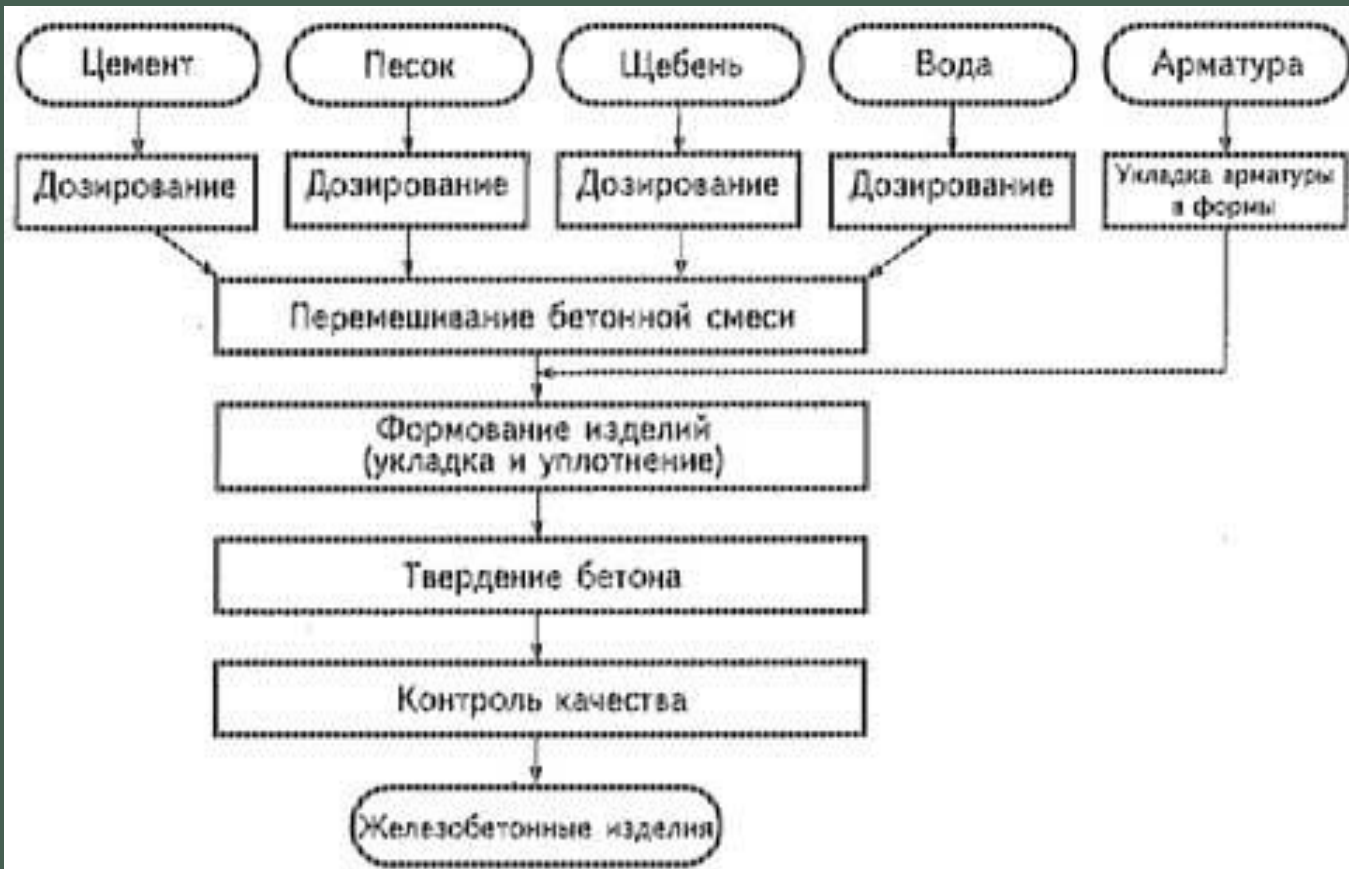 Цемент
Песок
Щебень
Вода
Арматура
Дозирование
Дозирование
Дозирование
Дозирование
Укладка арматуры
в формы
Перемешивание бетонной смеси
Формование изделий
(укладка и уплотнение)
Твердение бетона
Контроль качества
Железобетонные изделия